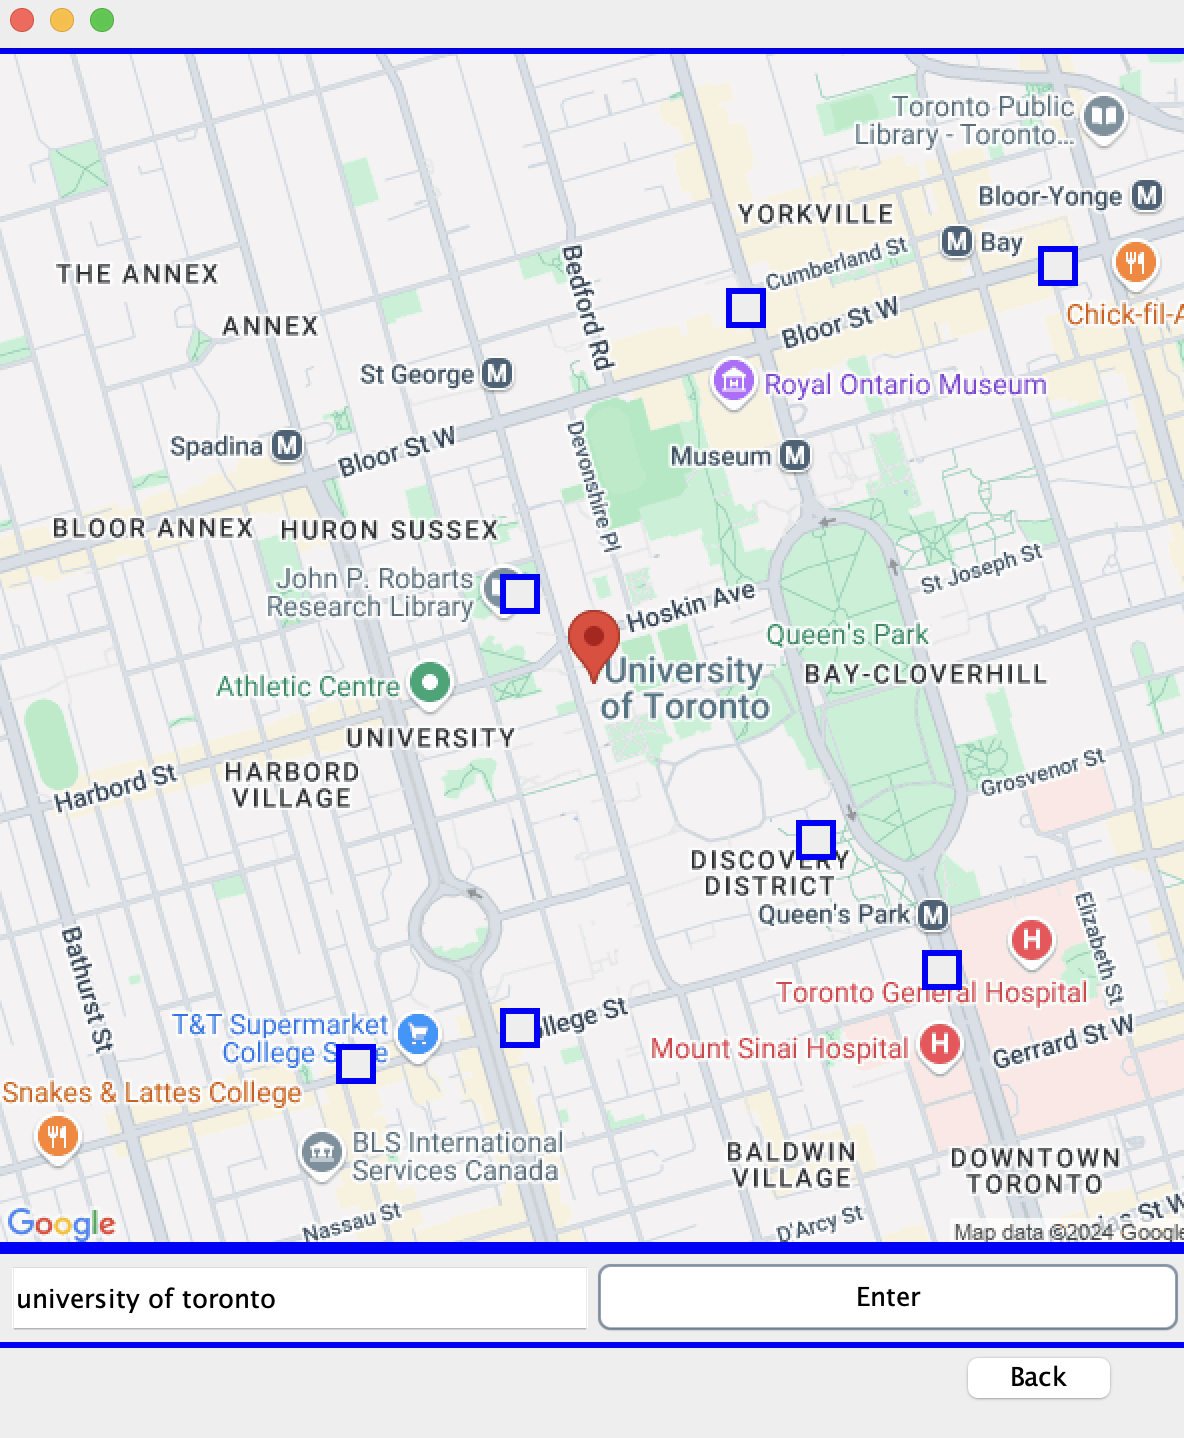 Toronto Public
Library - Toronto...
Bloor-Yonge
YORKVILLE
Bay
Cumberland St
Bedford Rd
THE ANNEX
ANNEX
Bloor St W
Chick-fil-A
St George
Royal Ontario Museum
Spadina
Bloor St W
Devonshire Pl
Museum
BLOOR ANNEX
HURON SUSSEX
John P. Robarts
Research Library
St Joseph St
Hoskin Ave
Queen's Park
University
of Toronto
BAY-CLOVERHILL
Athletic Centre
UNIVERSITY
HARBORD
VILLAGE
Harbord St
Grosvenor St
DISCOVERY
DISTRICT
Queen's Park
Elizabeth St
Bathurst St
Toronto General Hospital
T&T Supermarket
College
College St
Mount Sinai Hospital
Gerrard St W
Snakes & Lattes College
BLS International
Services Canada
BALDWIN
VILLAGE
DOWNTOWN
TORONTO
Nassau St
D'Arcy St
St W
Google
Map data ©2024 Google
university of toronto
Enter
Back